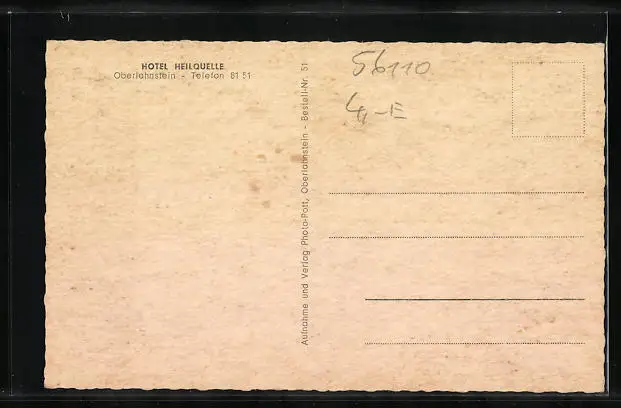 HOTEL HEILQUELLE
Oberlahnstein - Telefon 81 51
Aufnahme und Verlag Photo-Pott, Oberlahnstein - Bestell-Nr. 51
56110
4,-E